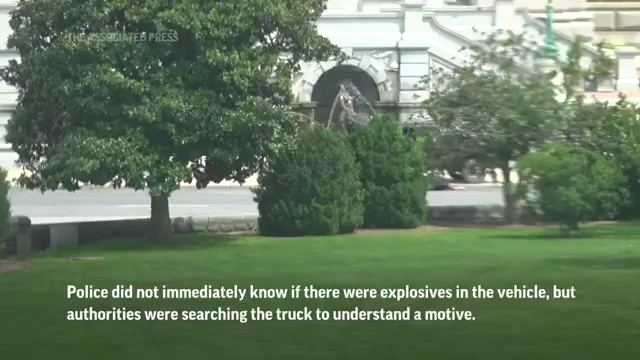 THE ASSOCIATED PRESS
Police did not immediately know if there were explosives in the vehicle, but
authorities were searching the truck to understand a motive.